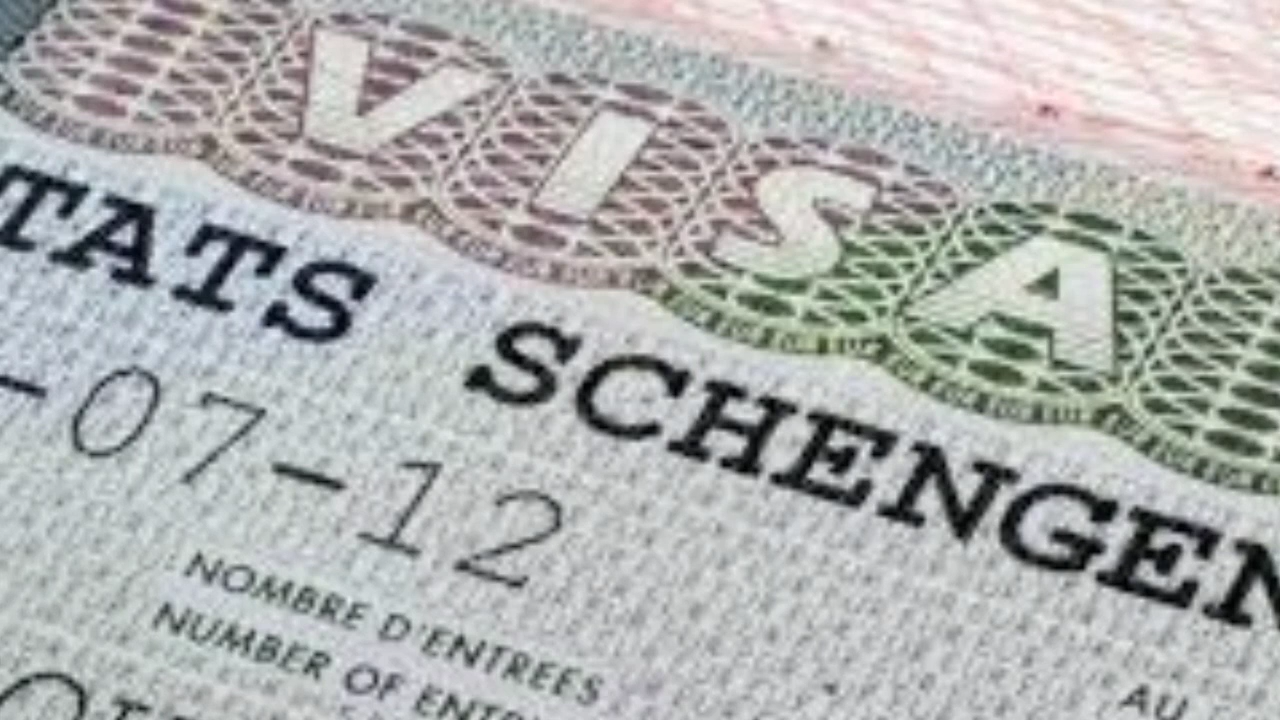 VISA
TATS SCHENGEN
-07-12
NOMBRE D'ENTREES
NUMBER OF ENTR
AU